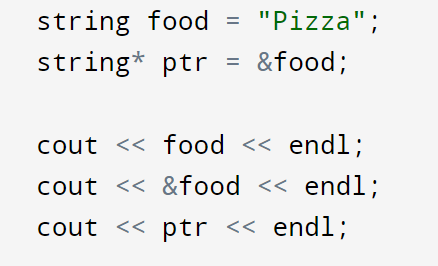 string food = "Pizza";
string* ptr = &food;
cout << food << endl;
cout << &food << endl;
cout << ptr << endl;